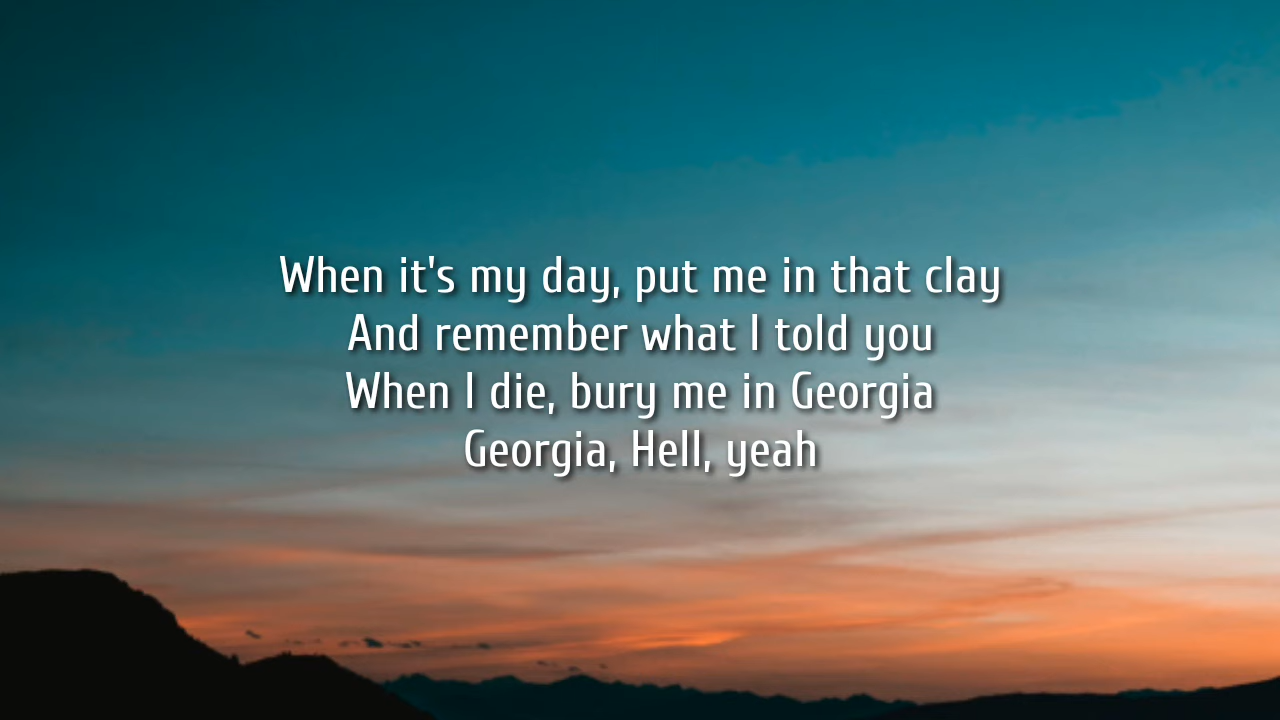 When it's my day, put me in that clay
And remember what I told you
When I die, bury me in Georgia
Georgia, Hell, yeah